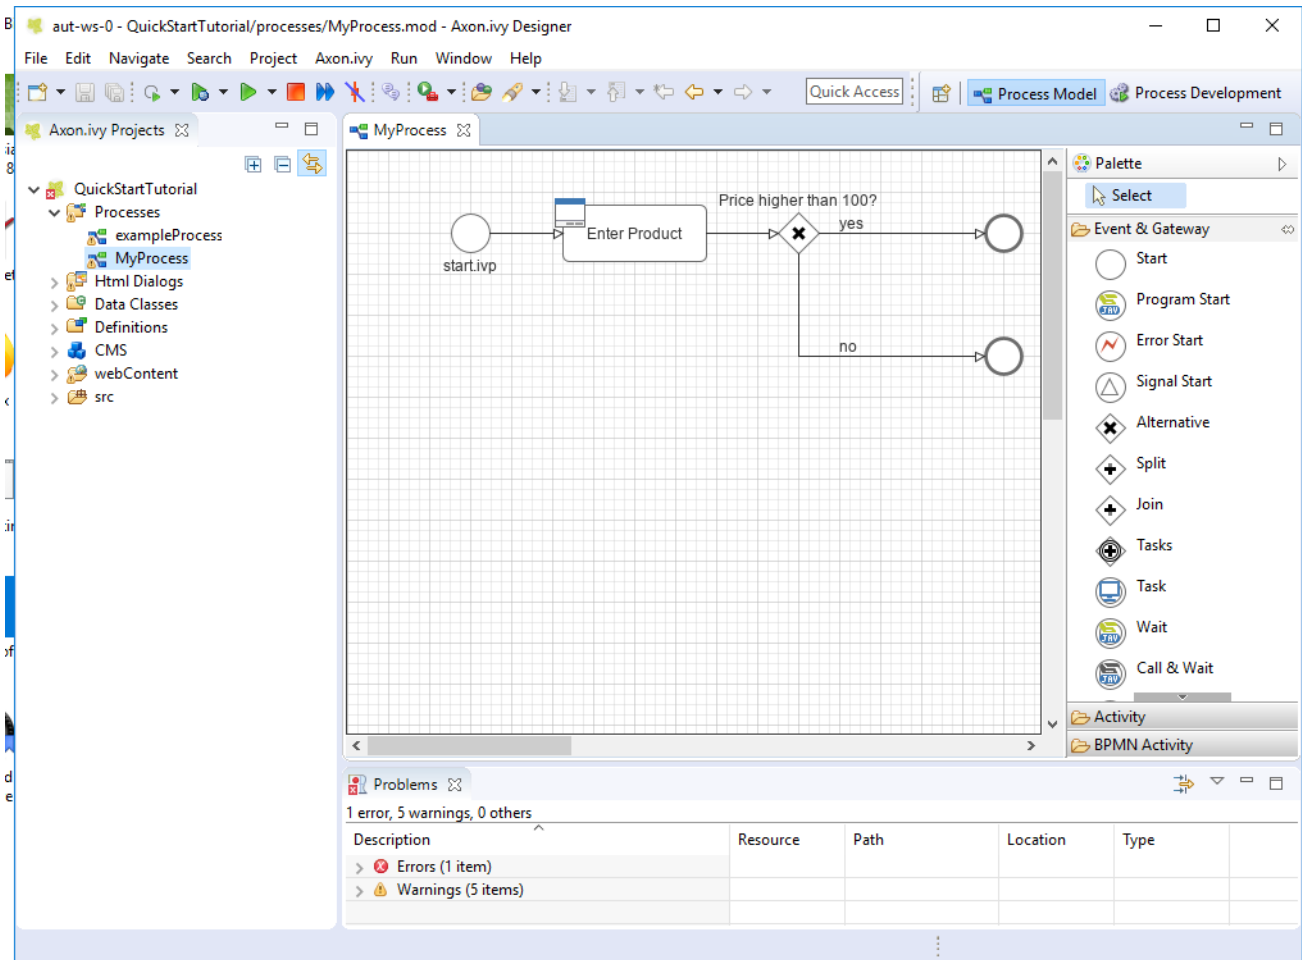 aut-ws-0 - QuickStartTutorial/processes/MyProcess.mod - Axon.ivy Designer
File Edit Navigate Search Project Axon.ivy Run Window Help
Quick Access
Process Model
Process Development
Axon.ivy Projects
QuickStartTutorial
Processes
exampleProcess
MyProcess
Html Dialogs
Data Classes
Definitions
CMS
webContent
src
MyProcess
start.ivp
Enter Product
Price higher than 100?
yes
no
Palette
Select
Event & Gateway
Start
Program Start
Error Start
Signal Start
Alternative
Split
Join
Tasks
Task
Wait
Call & Wait
Activity
BPMN Activity
Problems
1 error, 5 warnings, 0 others
Description Resource Path Location Type
Errors (1 item)
Warnings (5 items)